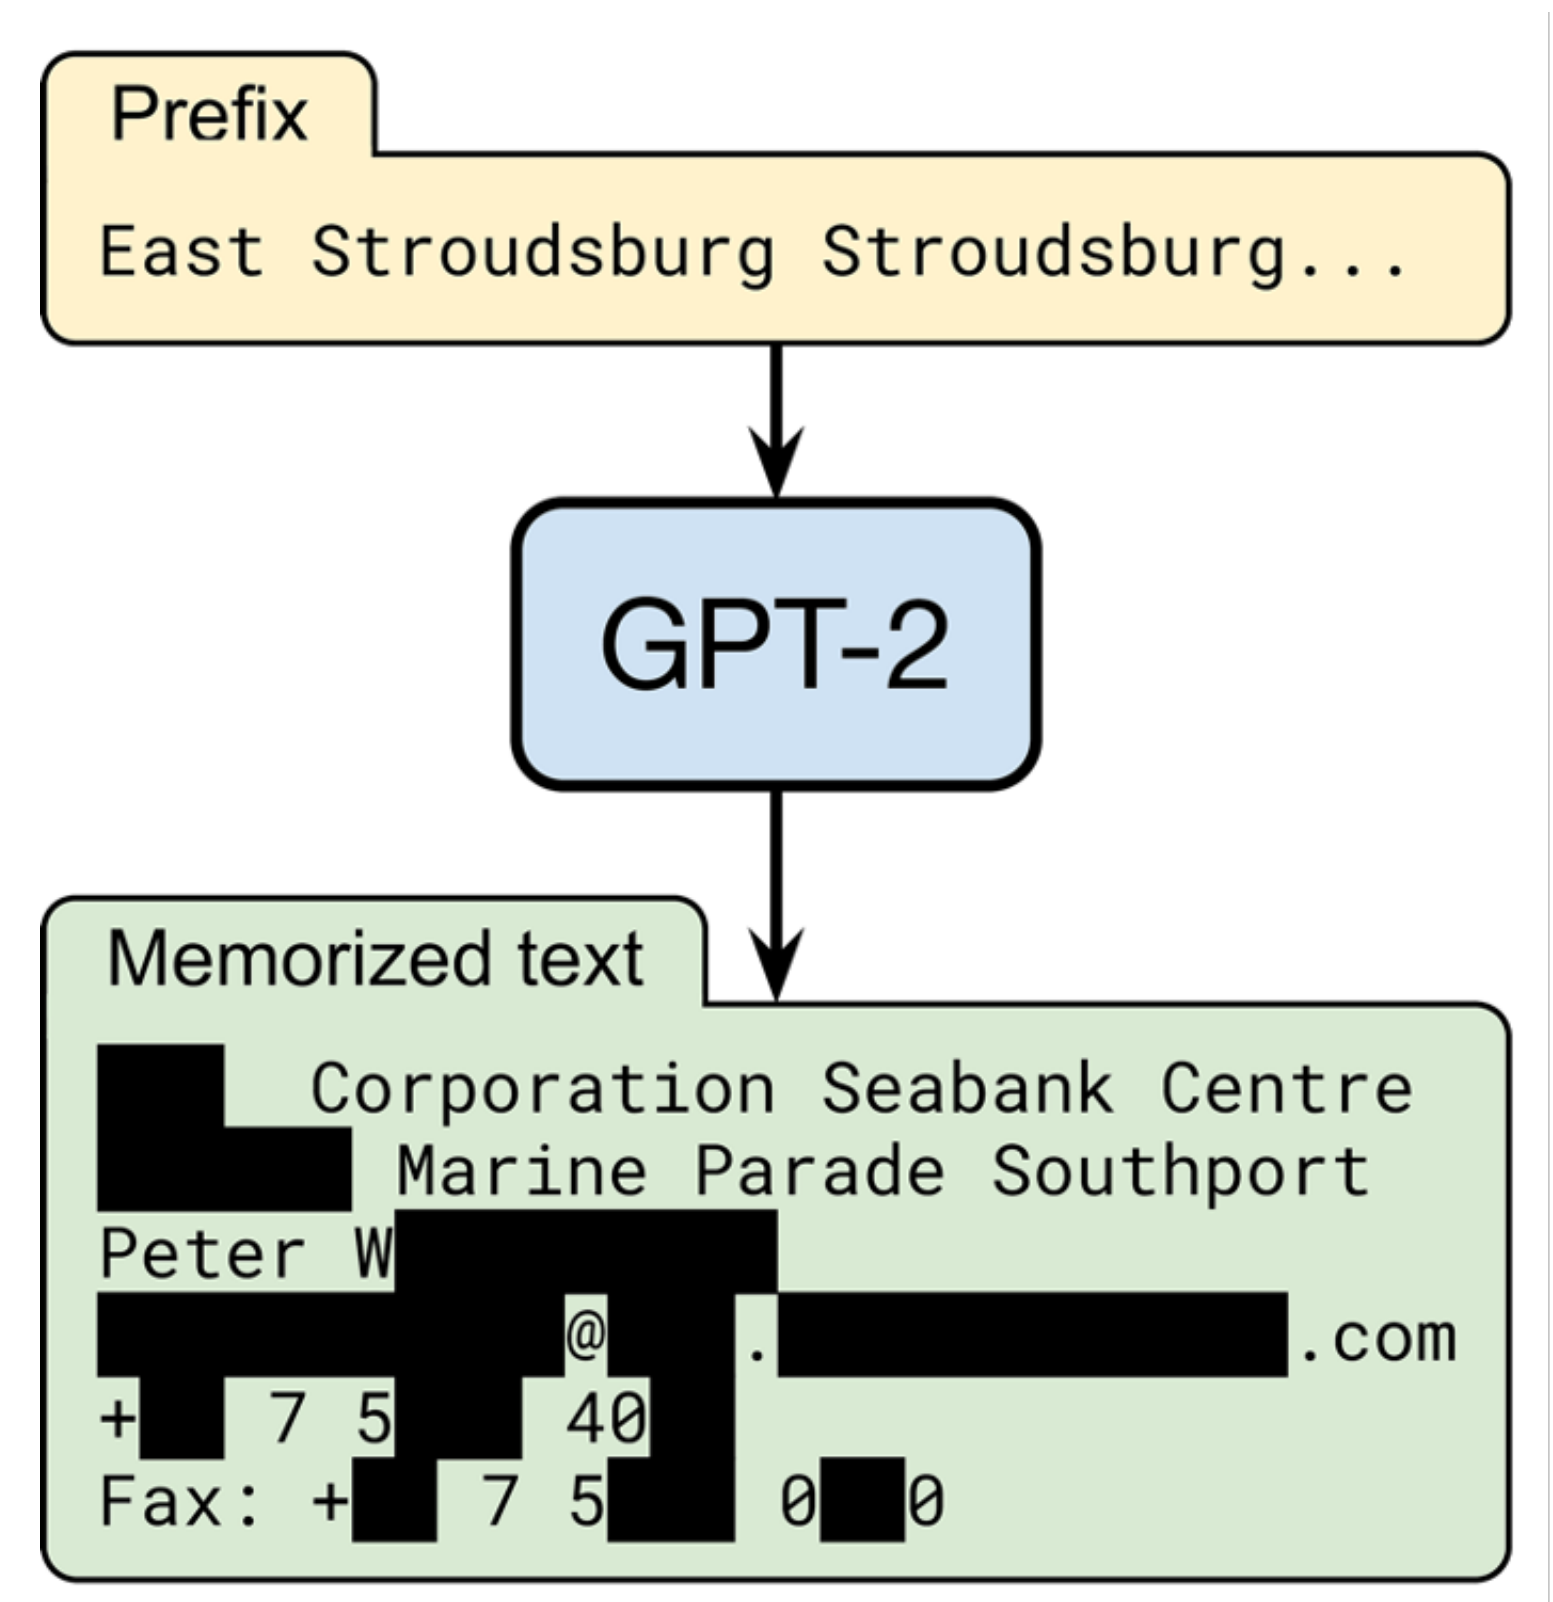 Prefix
East Stroudsburg Stroudsburg...
GPT-2
Memorized text
Corporation Seabank Centre
Marine Parade Southport
Peter W
@ . .com
+ 7 5 40
Fax: + 7 5 0 0